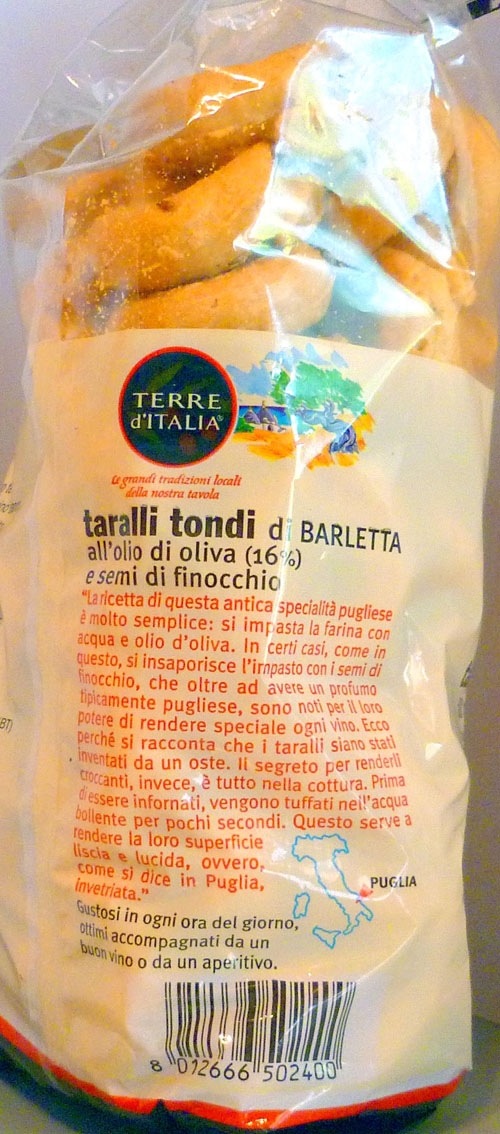 TERRE
d'ITALIA®
Le grandi tradizioni locali
della nostra tavola
taralli tondi di BARLETTA
all'olio di oliva (16%)
e semi di finocchio
"La ricetta di questa antica specialità pugliese
è molto semplice: si impasta la farina con
acqua e olio d'oliva. In certi casi, come in
questo, si insaporisce l'impasto con i semi di
finocchio, che oltre ad avere un profumo
tipicamente pugliese, sono noti per il loro
potere di rendere speciale ogni vino. Ecco
perché si racconta che i taralli siano stati
inventati da un oste. Il segreto per renderli
croccanti, invece, è tutto nella cottura. Prima
di essere infornati, vengono tuffati nell'acqua
bollente per pochi secondi. Questo serve a
rendere la loro superficie
liscia e lucida, ovvero,
come si dice in Puglia,
invetriata."
PUGLIA
Gustosi in ogni ora del giorno,
ottimi accompagnati da un
buon vino o da un aperitivo.
8 012666 502400
BT)